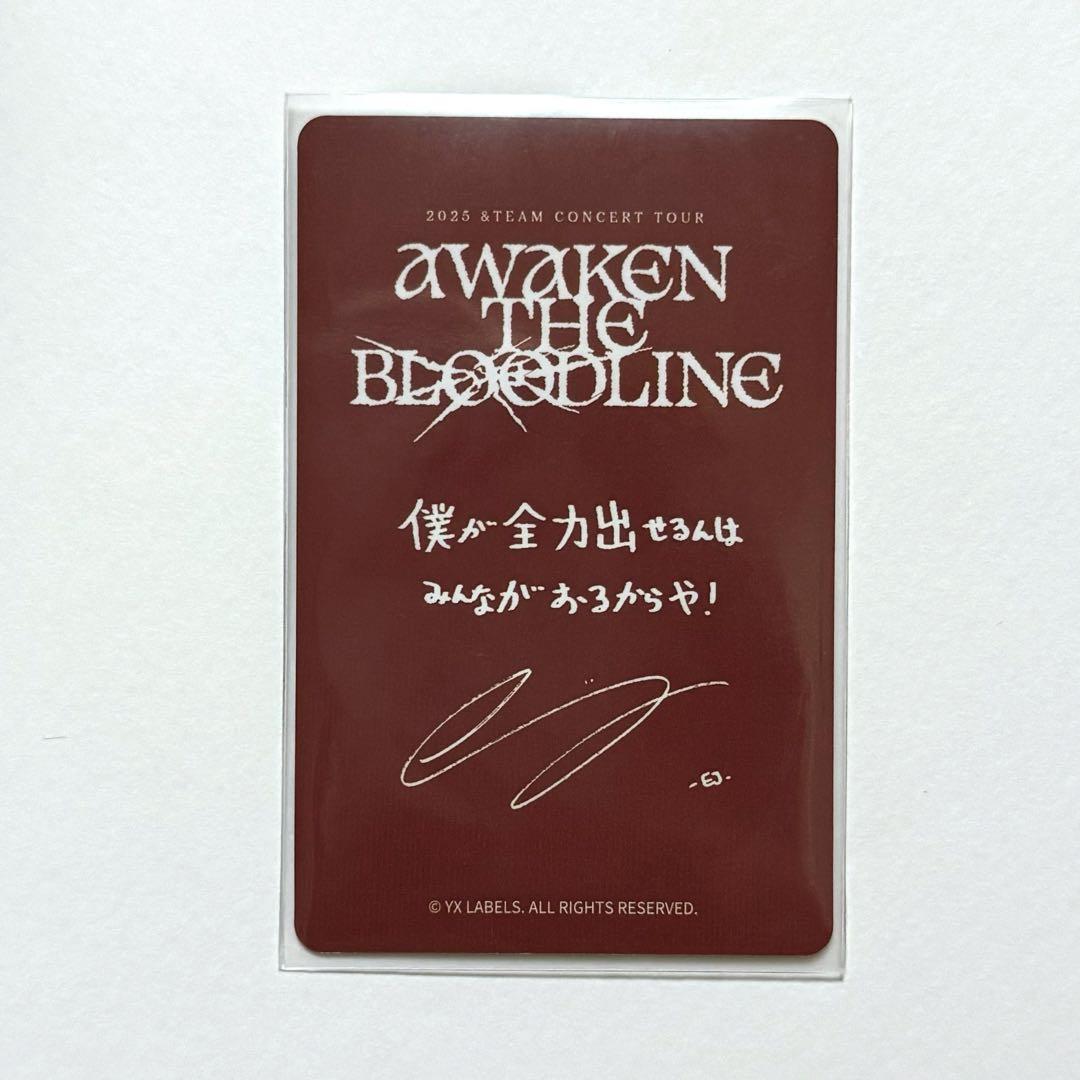 2025 &TEAM CONCERT TOUR
AWAKEN
THE
BLOODLINE
僕が全力出せるんは
みんながおるからや!
-EJ-
© YX LABELS. ALL RIGHTS RESERVED.